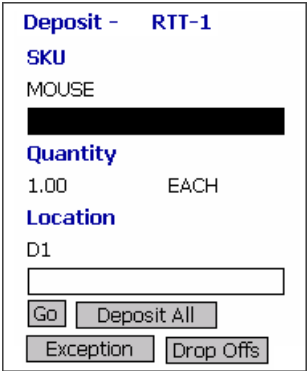 Deposit - RTT-1
SKU
MOUSE
Quantity
1.00 EACH
Location
D1
Go Deposit All
Exception Drop Offs